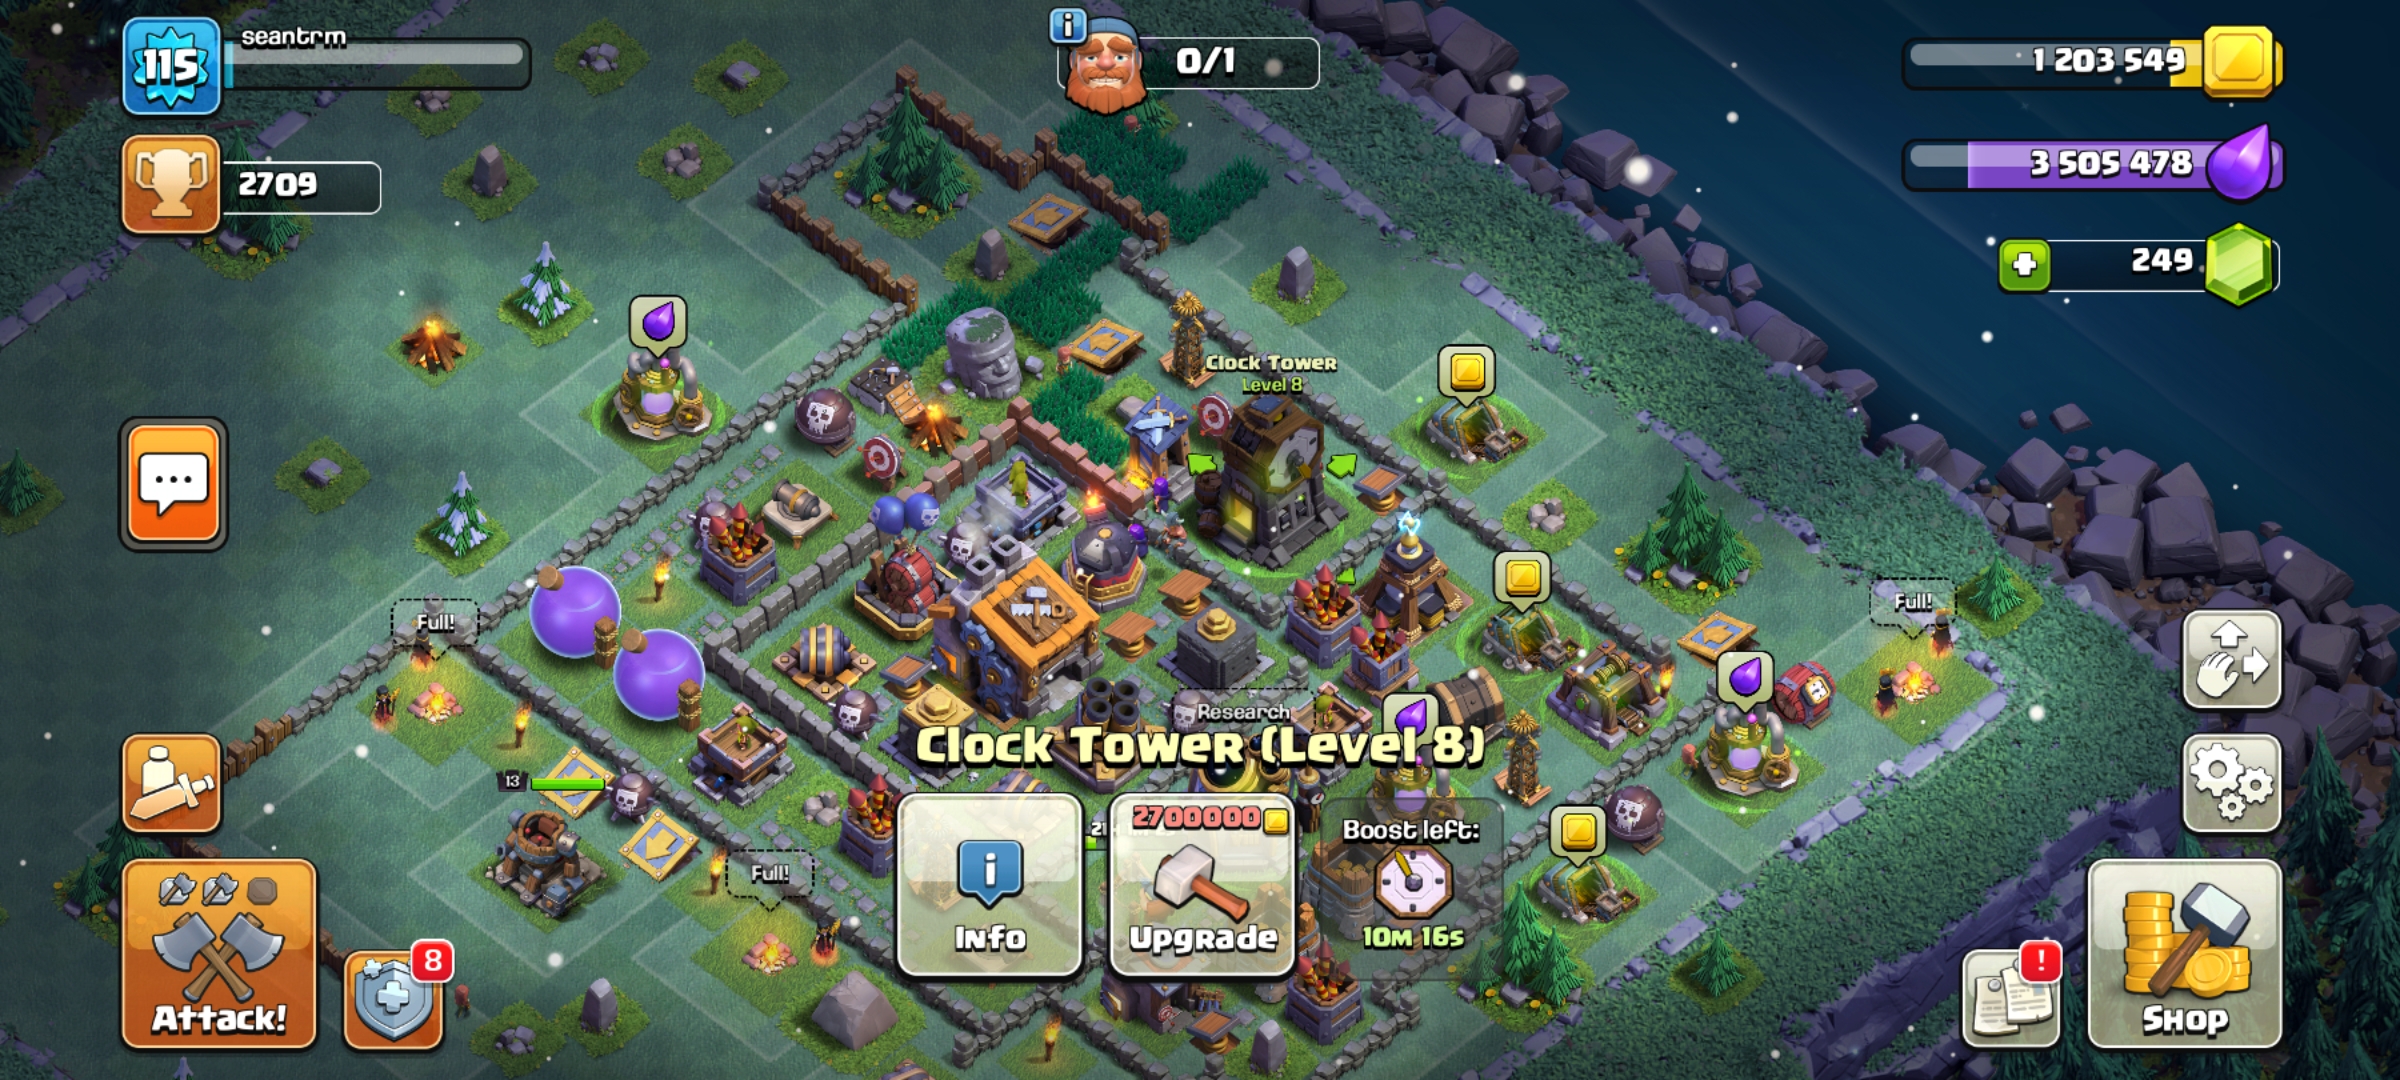 115
seantrm
0/1
1 203 549
2709
3 505 478
249
Clock Tower
Level 8
Full!
Full!
Research
Clock Tower (Level 8)
13
2700000
Boost left:
Full!
Info
Upgrade
10m 16s
8
!
Attack!
Shop